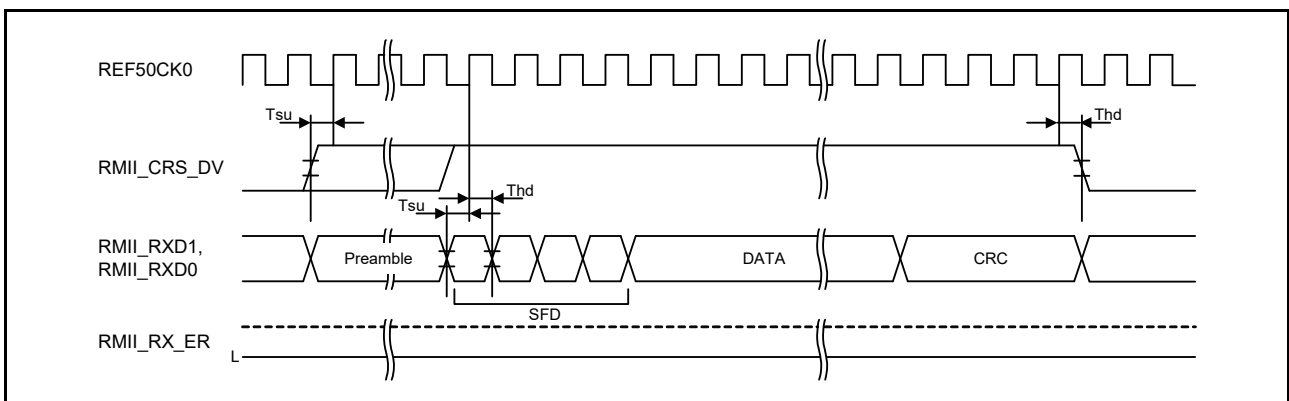 REF50CK0
Tsu
Thd
RMII_CRS_DV
Thd
Tsu
RMII_RXD1,
RMII_RXD0
Preamble
DATA
CRC
SFD
RMII_RX_ER
L